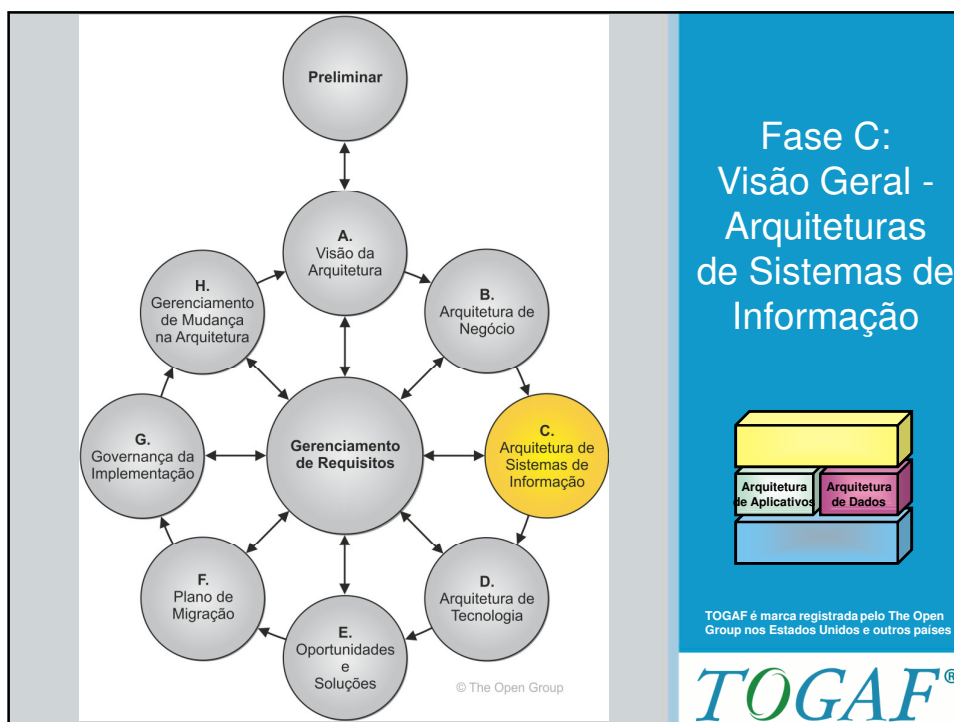 Preliminar
A.
Visão da
Arquitetura
B.
Arquitetura de
Negócio
C.
Arquitetura de
Sistemas de
Informação
D.
Arquitetura de
Tecnologia
E.
Oportunidades
e
Soluções
F.
Plano de
Migração
G.
Governança da
Implementação
H.
Gerenciamento
de Mudança
na Arquitetura
Gerenciamento
de Requisitos
© The Open Group
Fase C:
Visão Geral -
Arquiteturas
de Sistemas de
Informação
Arquitetura
de Aplicativos
Arquitetura
de Dados
TOGAF é marca registrada pelo The Open
Group nos Estados Unidos e outros países
TOGAF®